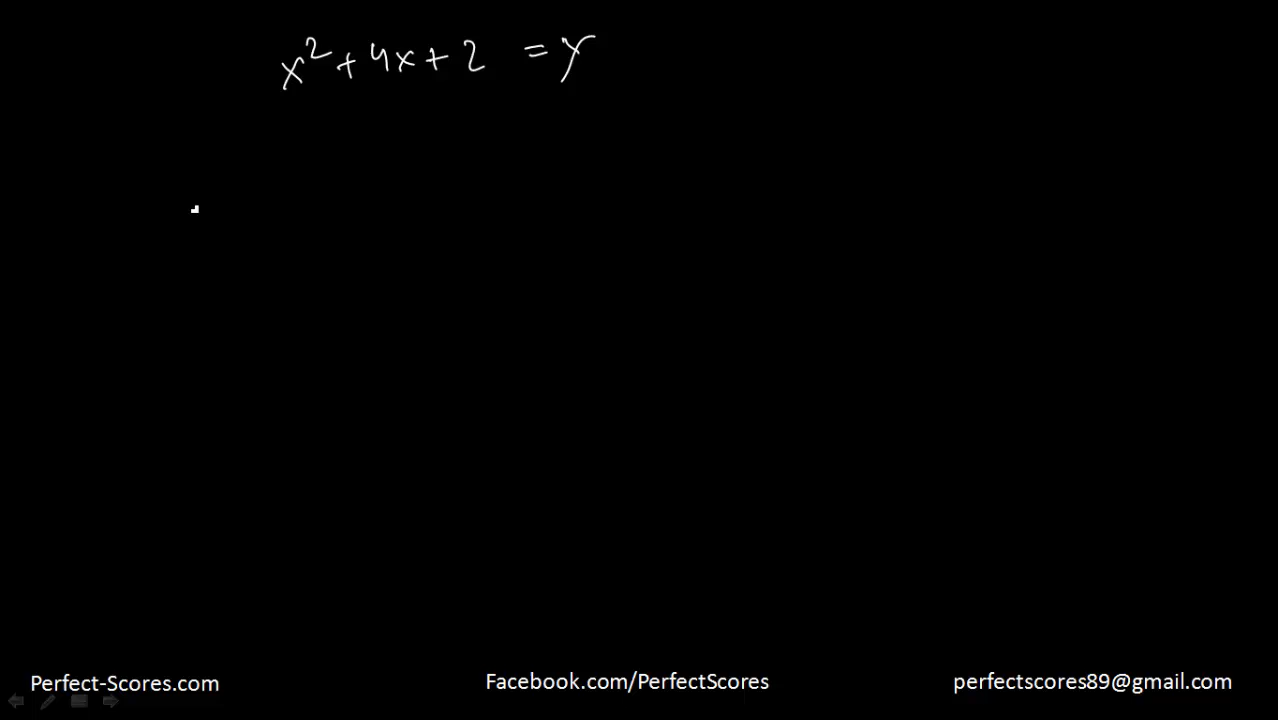 x² + 4x + 2 = y
Perfect-Scores.com
Facebook.com/PerfectScores
perfectscores89@gmail.com